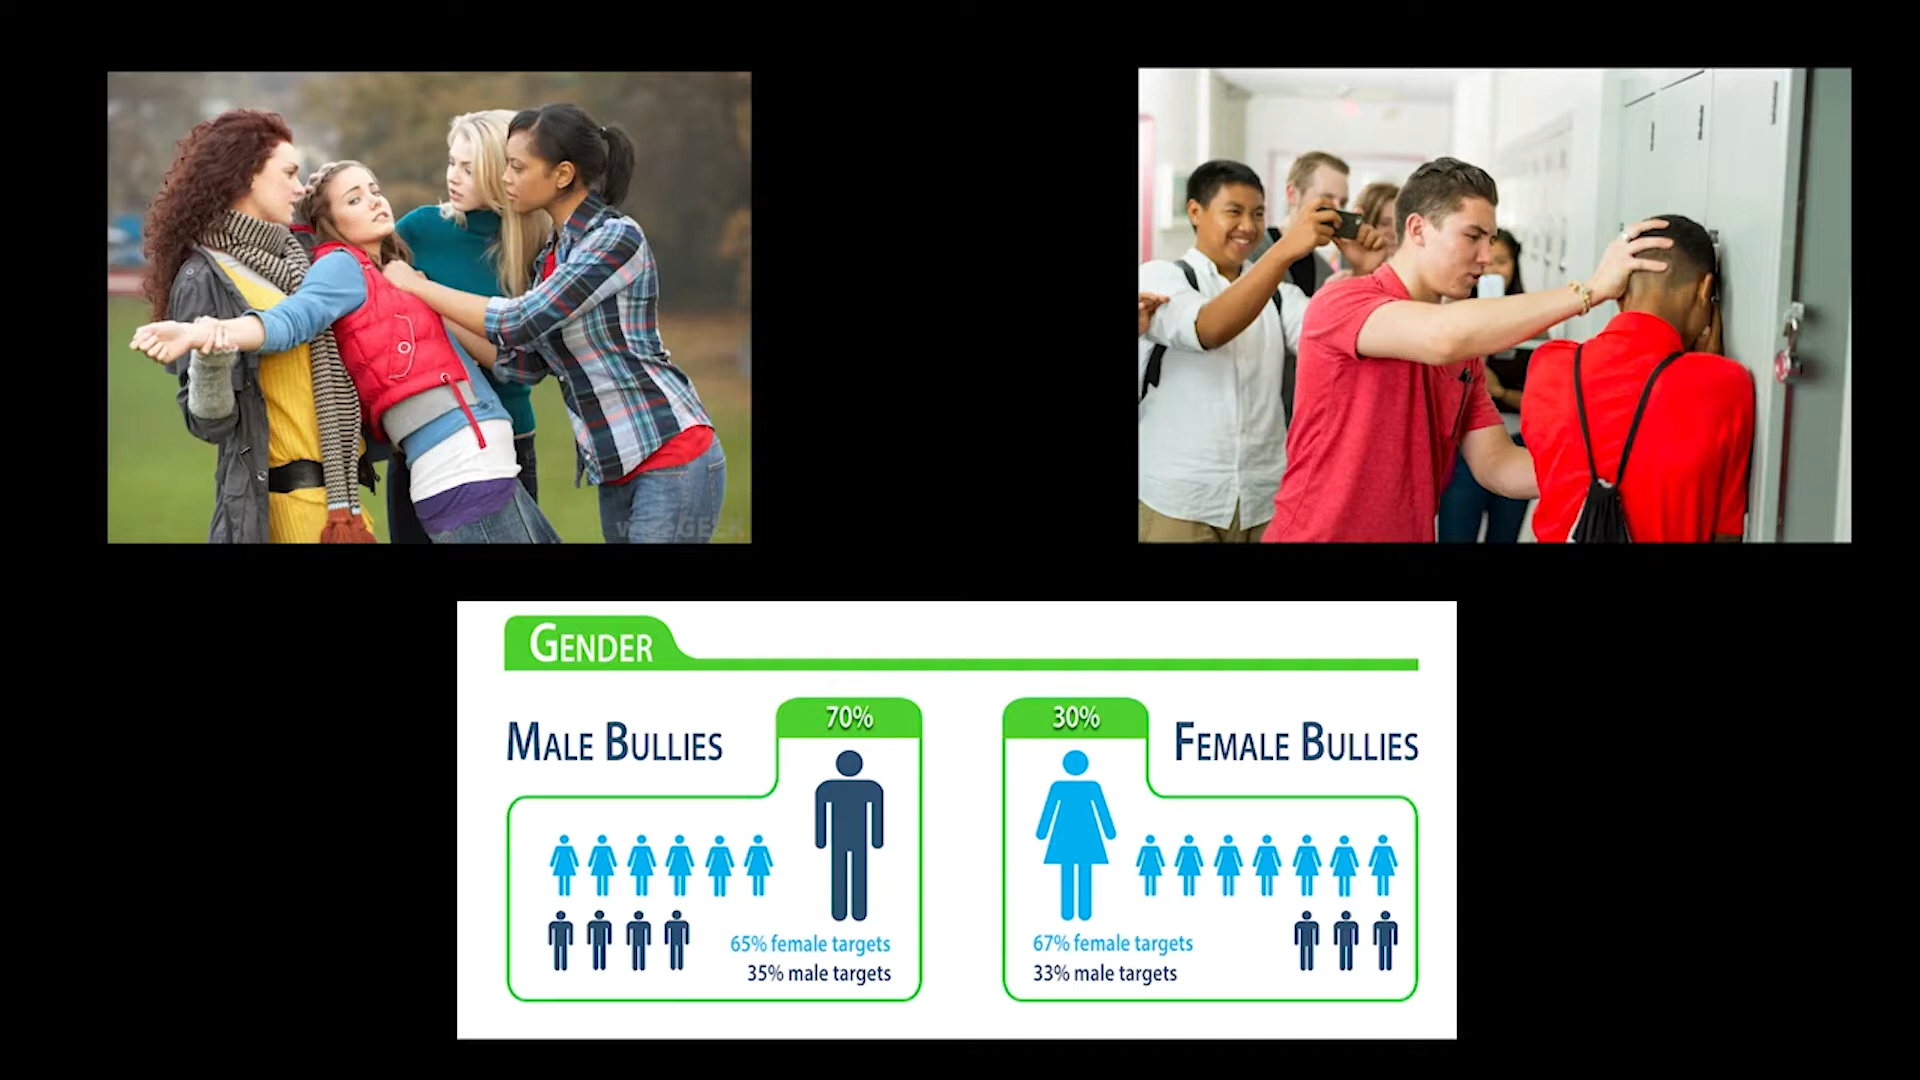 wiseGEEK
GENDER
MALE BULLIES
70%
65% female targets
35% male targets
30%
FEMALE BULLIES
67% female targets
33% male targets